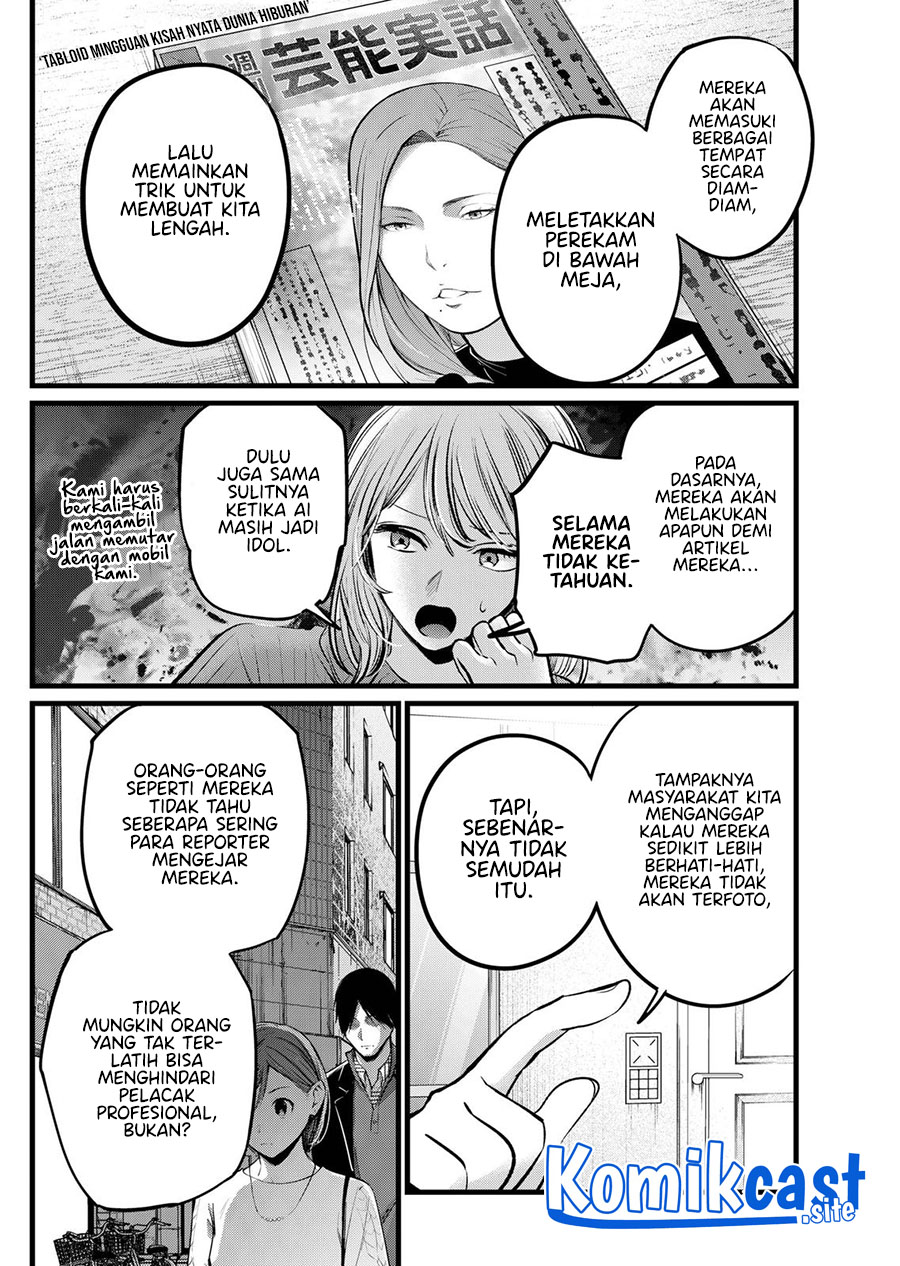 'TABLOID MINGGUAN KISAH NYATA DUNIA HIBURAN'
週刊
芸能実話
MEREKA
AKAN
MEMASUKI
BERBAGAI
TEMPAT
SECARA
DIAM-
DIAM,
MELETAKKAN
PEREKAM
DI BAWAH
MEJA,
LALU
MEMAINKAN
TRIK UNTUK
MEMBUAT KITA
LENGAH.
PADA
DASARNYA,
MEREKA AKAN
MELAKUKAN
APAPUN DEMI
ARTIKEL
MEREKA...
SELAMA
MEREKA
TIDAK KE-
TAHUAN.
DULU
JUGA SAMA
SULITNYA
KETIKA AI
MASIH JADI
IDOL.
Kami harus
berkali-kali
mengambil
jalan memutar
dengan mobil
kami.
TAMPAKNYA
MASYARAKAT KITA
MENGANGGAP
KALAU MEREKA
SEDIKIT LEBIH
BERHATI-HATI,
MEREKA TIDAK
AKAN TERFOTO,
TAPI,
SEBENAR-
NYA TIDAK
SEMUDAH
ITU.
ORANG-ORANG
SEPERTI MEREKA
TIDAK TAHU
SEBERAPA SERING
PARA REPORTER
MENGEJAR
MEREKA.
TIDAK
MUNGKIN ORANG
YANG TAK TER-
LATIH BISA
MENGHINDARI
PELACAK
PROFESIONAL,
BUKAN?
Komikcast
.site